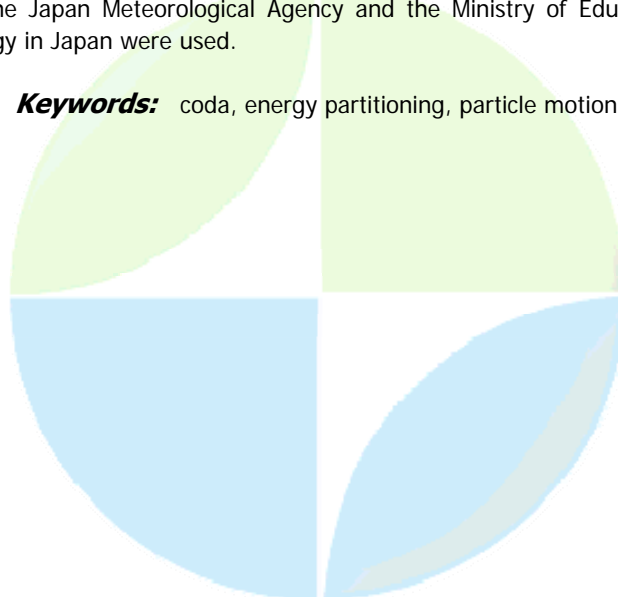 he Japan Meteorological Agency and the Ministry of Edu
gy in Japan were used.
Keywords: coda, energy partitioning, particle motion